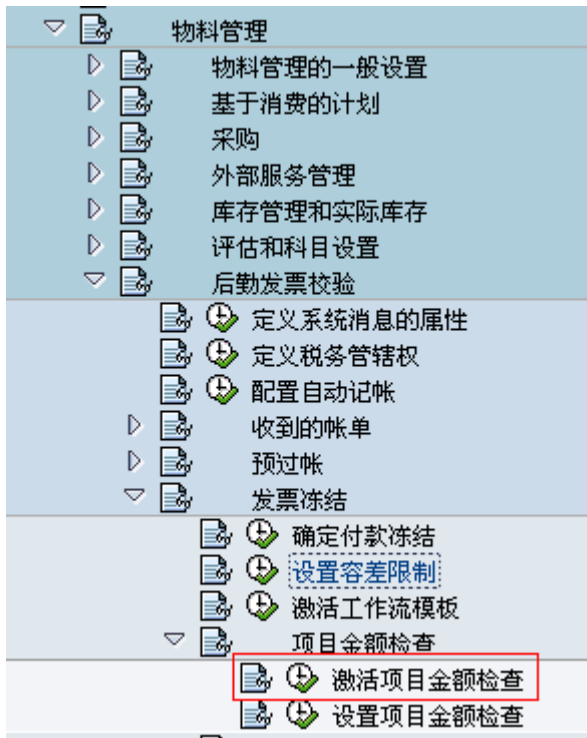 物料管理
物料管理的一般设置
基于消费的计划
采购
外部服务管理
库存管理和实际库存
评估和科目设置
后勤发票校验
定义系统消息的属性
定义税务管辖权
配置自动记帐
收到的帐单
预过帐
发票冻结
确定付款冻结
设置容差限制
激活工作流模板
项目金额检查
激活项目金额检查
设置项目金额检查